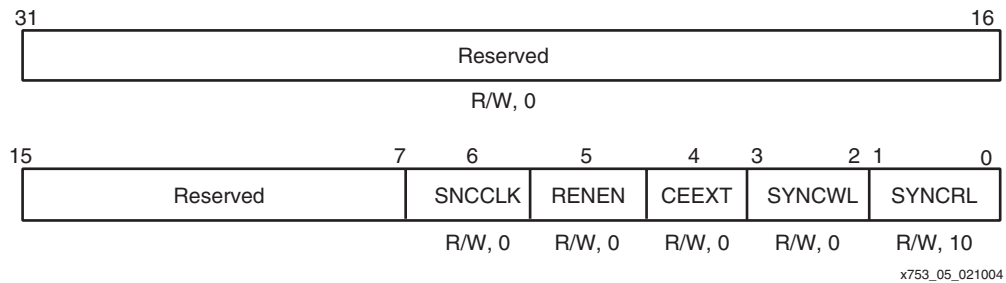 31 16
Reserved
R/W, 0
15 7 6 5 4 3 2 1 0
Reserved SNCCLK RENEN CEEXT SYNCWL SYNCRL
R/W, 0 R/W, 0 R/W, 0 R/W, 0 R/W, 10
x753_05_021004